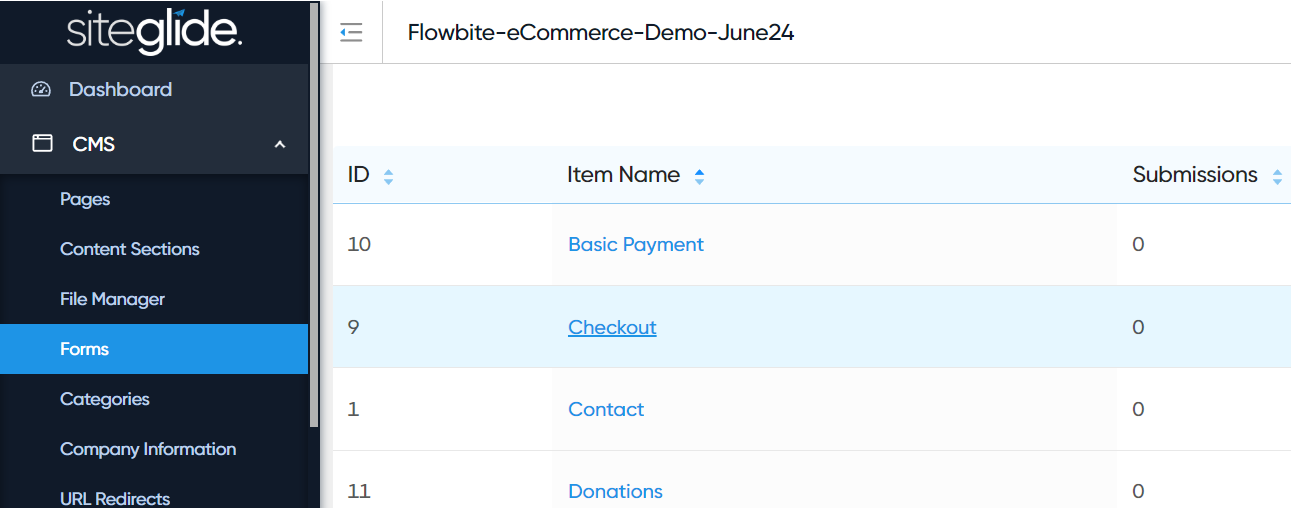 siteglide.
Flowbite-eCommerce-Demo-June24
Dashboard
CMS
Pages
Content Sections
File Manager
Forms
Categories
Company Information
URL Redirects
ID Item Name Submissions
10 Basic Payment 0
9 Checkout 0
1 Contact 0
11 Donations 0